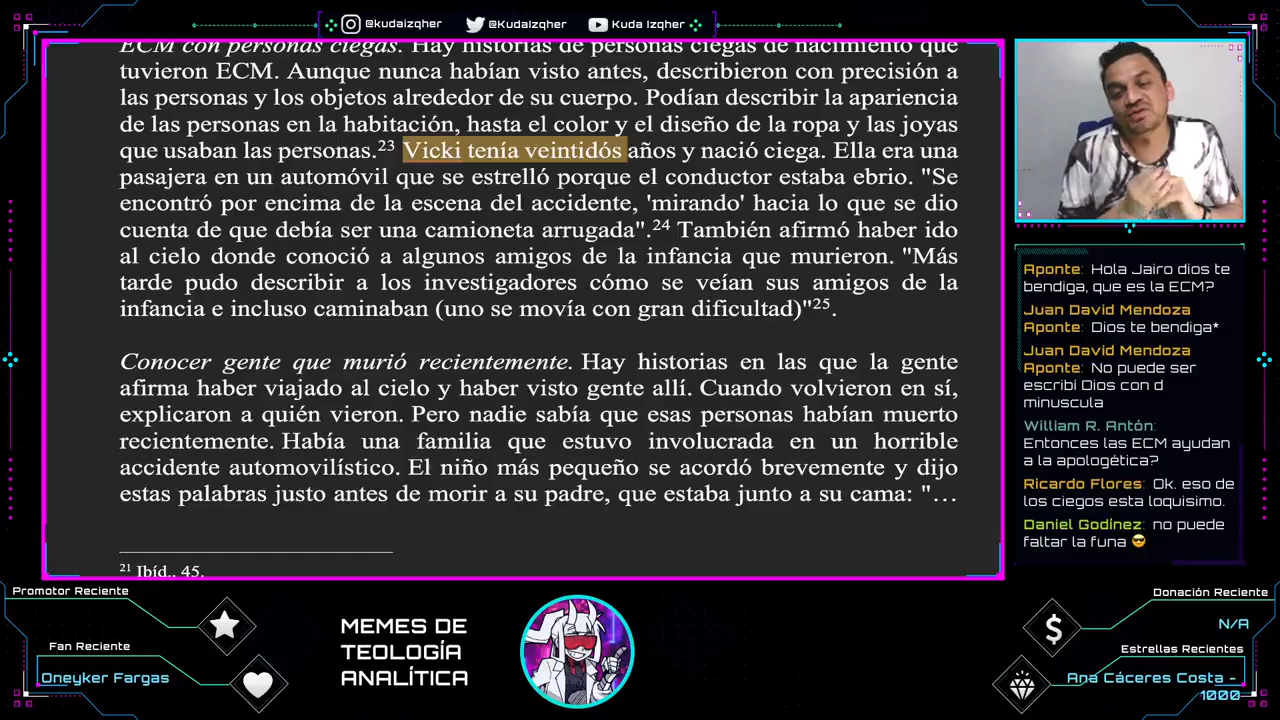 @kudaizqher
@Kudaizqher
Kuda Izqher
ECM con personas ciegas. Hay historias de personas ciegas de nacimiento que
tuvieron ECM. Aunque nunca habían visto antes, describieron con precisión a
las personas y los objetos alrededor de su cuerpo. Podían describir la apariencia
de las personas en la habitación, hasta el color y el diseño de la ropa y las joyas
que usaban las personas.²³ Vicki tenía veintidós años y nació ciega. Ella era una
pasajera en un automóvil que se estrelló porque el conductor estaba ebrio. "Se
encontró por encima de la escena del accidente, 'mirando' hacia lo que se dio
cuenta de que debía ser una camioneta arrugada".²⁴ También afirmó haber ido
al cielo donde conoció a algunos amigos de la infancia que murieron. "Más
tarde pudo describir a los investigadores cómo se veían sus amigos de la
infancia e incluso caminaban (uno se movía con gran dificultad)"²⁵.
Conocer gente que murió recientemente. Hay historias en las que la gente
afirma haber viajado al cielo y haber visto gente allí. Cuando volvieron en sí,
explicaron a quién vieron. Pero nadie sabía que esas personas habían muerto
recientemente. Había una familia que estuvo involucrada en un horrible
accidente automovilístico. El niño más pequeño se acordó brevemente y dijo
estas palabras justo antes de morir a su padre, que estaba junto a su cama: "…
²¹ Ibíd., 45.
Aponte: Hola Jairo dios te
bendiga, que es la ECM?
Juan David Mendoza
Aponte: Dios te bendiga*
Juan David Mendoza
Aponte: No puede ser
escribí Dios con d
minuscula
William R. Antón:
Entonces las ECM ayudan
a la apologética?
Ricardo Flores: Ok. eso de
los ciegos esta loquisimo.
Daniel Godínez: no puede
faltar la funa 😎
Promotor Reciente
Fan Reciente
Oneyker Fargas
MEMES DE
TEOLOGÍA
ANALÍTICA
Donación Reciente
$
N/A
Estrellas Recientes
Ana Cáceres Costa -
1000